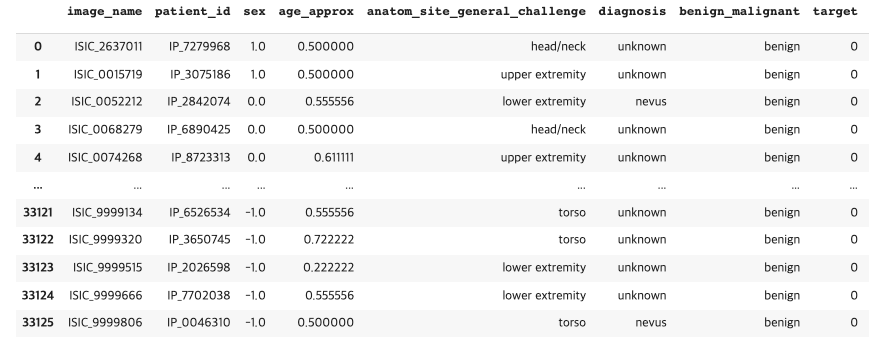 image_name patient_id sex age_approx anatom_site_general_challenge diagnosis benign_malignant target
0 ISIC_2637011 IP_7279968 1.0 0.500000 head/neck unknown benign 0
1 ISIC_0015719 IP_3075186 1.0 0.500000 upper extremity unknown benign 0
2 ISIC_0052212 IP_2842074 0.0 0.555556 lower extremity nevus benign 0
3 ISIC_0068279 IP_6890425 0.0 0.500000 head/neck unknown benign 0
4 ISIC_0074268 IP_8723313 0.0 0.611111 upper extremity unknown benign 0
... ... ... ... ... ... ... ... ...
33121 ISIC_9999134 IP_6526534 -1.0 0.555556 torso unknown benign 0
33122 ISIC_9999320 IP_3650745 -1.0 0.722222 torso unknown benign 0
33123 ISIC_9999515 IP_2026598 -1.0 0.222222 lower extremity unknown benign 0
33124 ISIC_9999666 IP_7702038 -1.0 0.555556 lower extremity unknown benign 0
33125 ISIC_9999806 IP_0046310 -1.0 0.500000 torso nevus benign 0